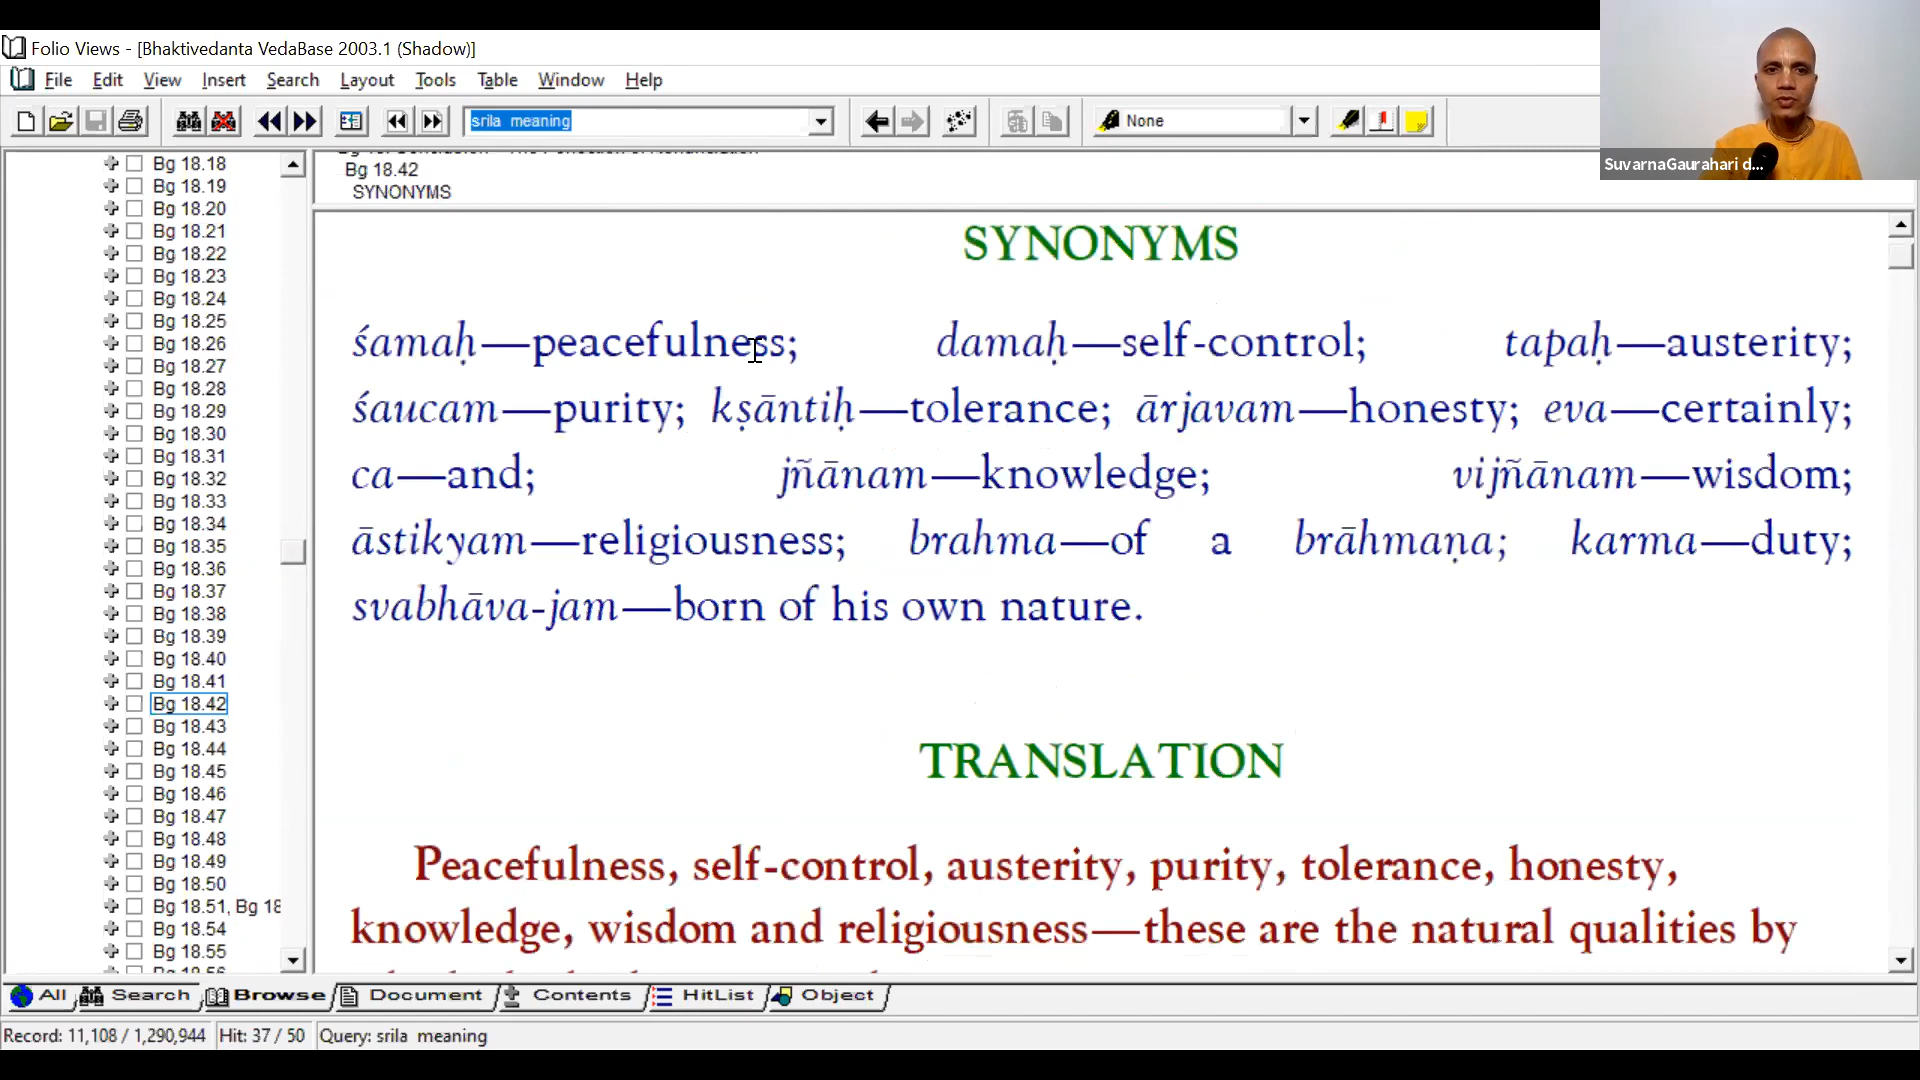 Folio Views - [Bhaktivedanta VedaBase 2003.1 (Shadow)]
File Edit View Insert Search Layout Tools Table Window Help
srila meaning
None
SuvarnaGaurahari d...
Bg 18.18
Bg 18.19
Bg 18.20
Bg 18.21
Bg 18.22
Bg 18.23
Bg 18.24
Bg 18.25
Bg 18.26
Bg 18.27
Bg 18.28
Bg 18.29
Bg 18.30
Bg 18.31
Bg 18.32
Bg 18.33
Bg 18.34
Bg 18.35
Bg 18.36
Bg 18.37
Bg 18.38
Bg 18.39
Bg 18.40
Bg 18.41
Bg 18.42
Bg 18.43
Bg 18.44
Bg 18.45
Bg 18.46
Bg 18.47
Bg 18.48
Bg 18.49
Bg 18.50
Bg 18.51, Bg 18
Bg 18.54
Bg 18.55
Bg 18.42
SYNONYMS
SYNONYMS
śamaḥ—peacefulness; damaḥ—self-control; tapaḥ—austerity;
śaucam—purity; kṣāntiḥ—tolerance; ārjavam—honesty; eva—certainly;
ca—and; jñānam—knowledge; vijñānam—wisdom;
āstikyam—religiousness; brahma—of a brāhmaṇa; karma—duty;
svabhāva-jam—born of his own nature.
TRANSLATION
Peacefulness, self-control, austerity, purity, tolerance, honesty,
knowledge, wisdom and religiousness—these are the natural qualities by
All Search Browse Document Contents HitList Object
Record: 11,108 / 1,290,944 Hit: 37 / 50 Query: srila meaning